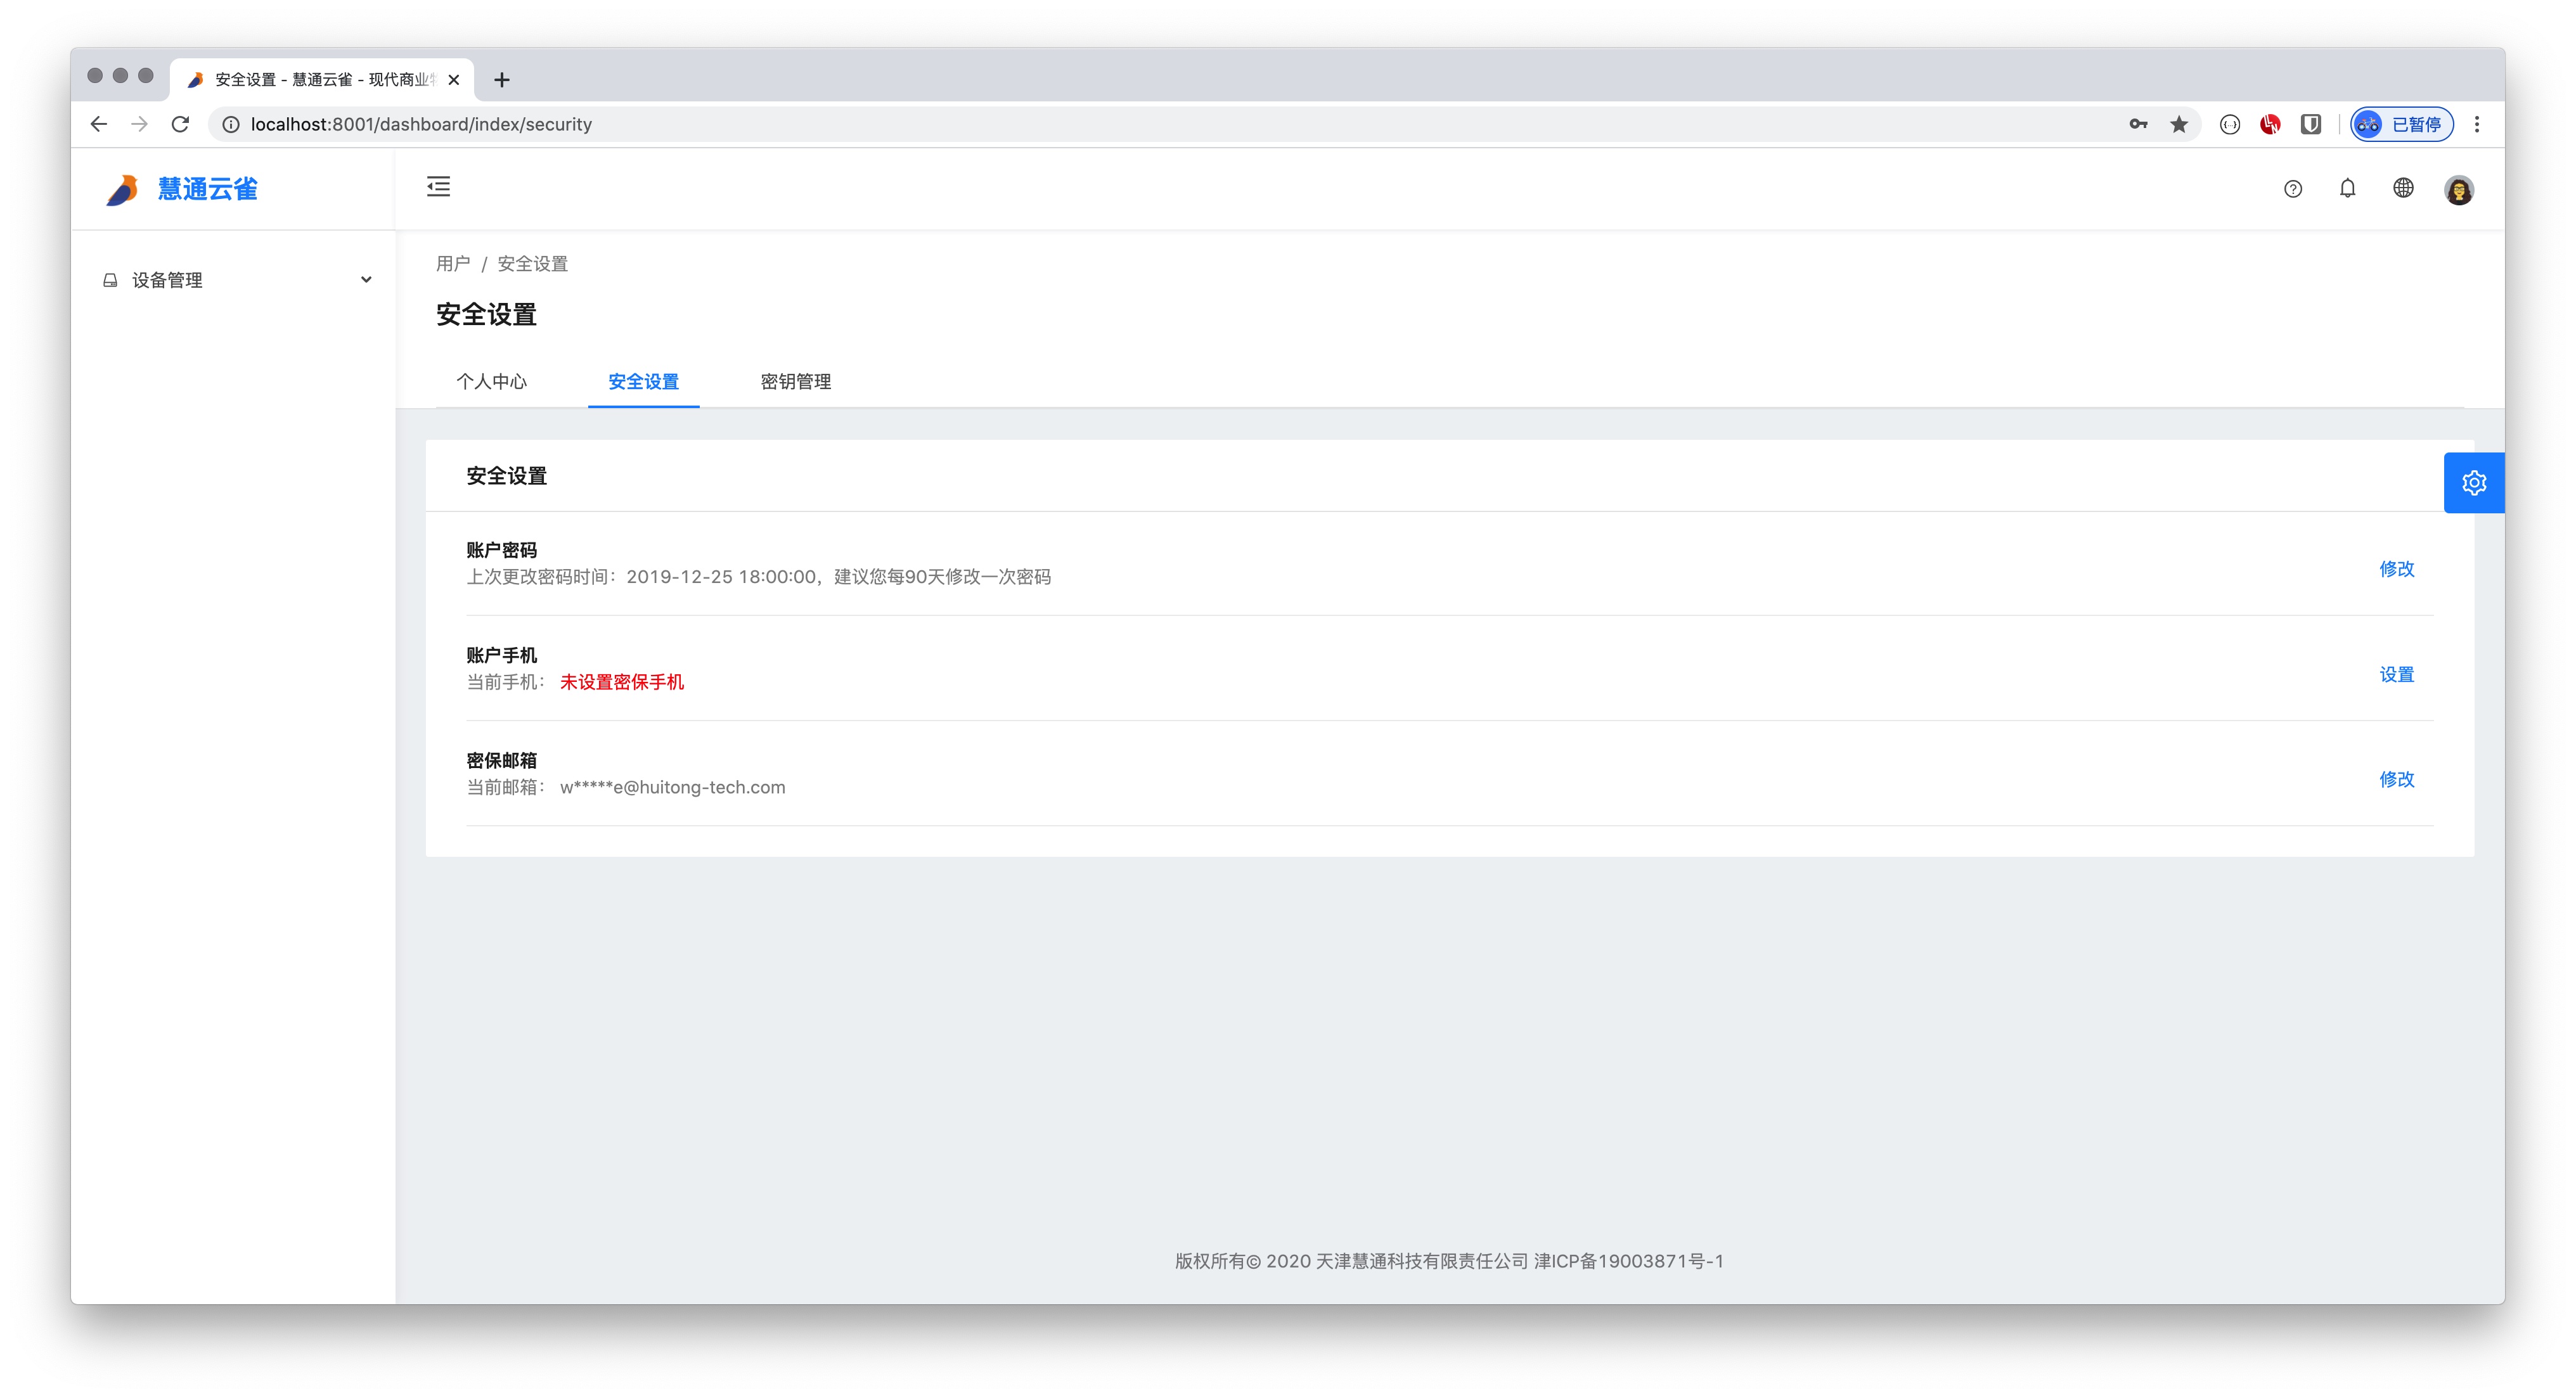 安全设置 - 慧通云雀 - 现代商业
localhost:8001/dashboard/index/security
已暂停
慧通云雀
设备管理
用户 / 安全设置
安全设置
个人中心 安全设置 密钥管理
安全设置
账户密码
上次更改密码时间：2019-12-25 18:00:00，建议您每90天修改一次密码
修改
账户手机
当前手机： 未设置密保手机
设置
密保邮箱
当前邮箱： w*****e@huitong-tech.com
修改
版权所有© 2020 天津慧通科技有限责任公司 津ICP备19003871号-1